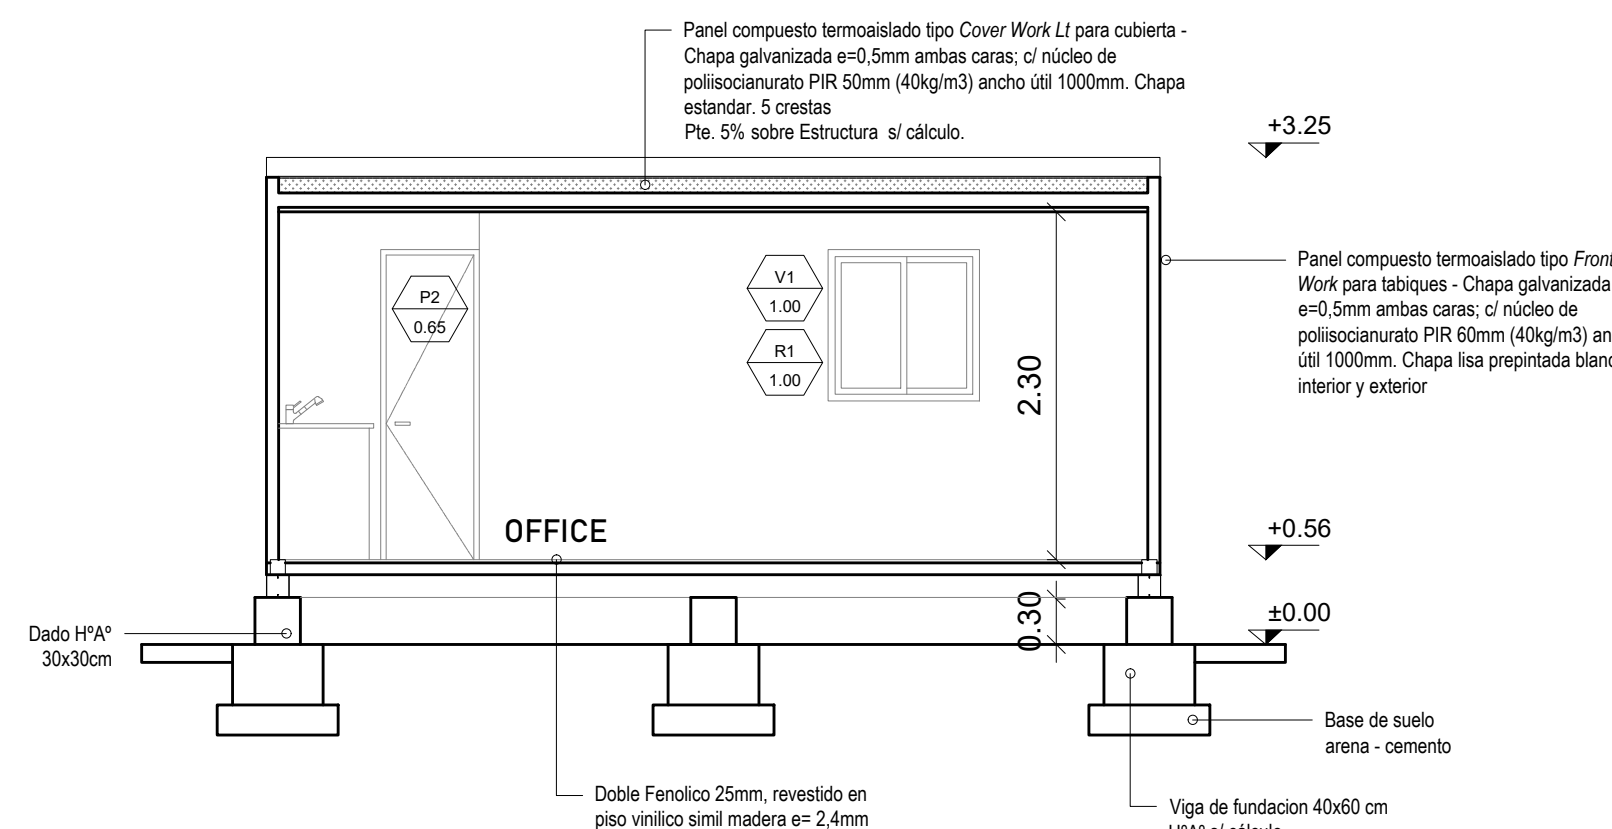 Panel compuesto termoaislado tipo Cover Work Lt para cubierta -
Chapa galvanizada e=0,5mm ambas caras; c/ núcleo de
poliisocianurato PIR 50mm (40kg/m3) ancho útil 1000mm. Chapa
estandar. 5 crestas
Pte. 5% sobre Estructura s/ cálculo.
+3.25
Panel compuesto termoaislado tipo Front
Work para tabiques - Chapa galvanizada
e=0,5mm ambas caras; c/ núcleo de
poliisocianurato PIR 60mm (40kg/m3) an
útil 1000mm. Chapa lisa prepintada blanc
interior y exterior
P2
0.65
V1
1.00
R1
1.00
2.30
OFFICE
+0.56
0.30
±0.00
Dado HºAº
30x30cm
Base de suelo
arena - cemento
Doble Fenolico 25mm, revestido en
piso vinilico simil madera e= 2,4mm
Viga de fundacion 40x60 cm
HºAº s/ cálculo